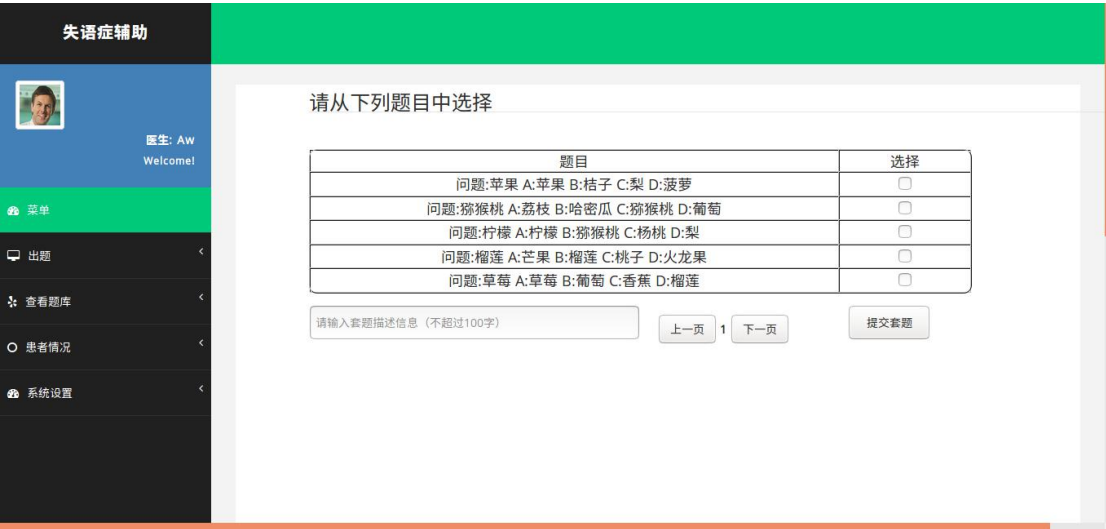 失语症辅助
医生: Aw
Welcome!
菜单
出题
查看题库
患者情况
系统设置
请从下列题目中选择
题目 选择
问题:苹果 A:苹果 B:桔子 C:梨 D:菠萝
问题:猕猴桃 A:荔枝 B:哈密瓜 C:猕猴桃 D:葡萄
问题:柠檬 A:柠檬 B:猕猴桃 C:杨桃 D:梨
问题:榴莲 A:芒果 B:榴莲 C:桃子 D:火龙果
问题:草莓 A:草莓 B:葡萄 C:香蕉 D:榴莲
请输入套题描述信息（不超过100字） 上一页 1 下一页 提交套题